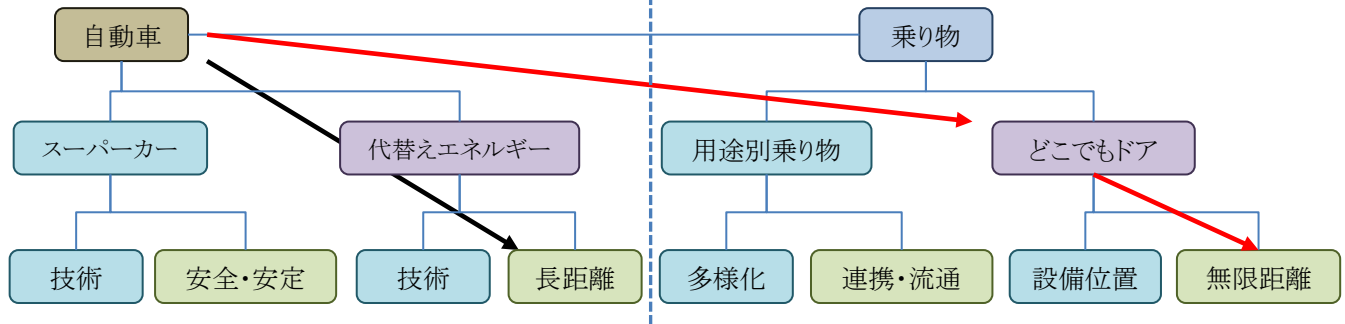 自動車
乗り物
スーパーカー
代替えエネルギー
用途別乗り物
どこでもドア
技術
安全・安定
技術
長距離
多様化
連携・流通
設備位置
無限距離